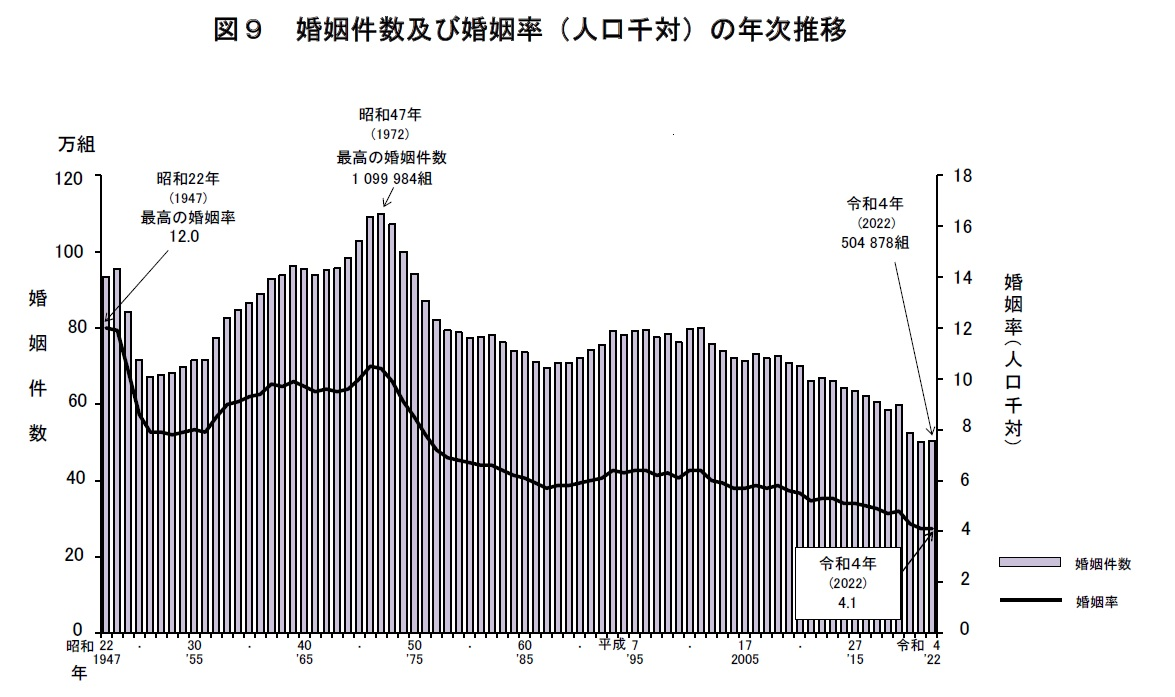 図９　婚姻件数及び婚姻率（人口千対）の年次推移
昭和47年
（1972）
最高の婚姻件数
1 099 984組
万組
昭和22年
（1947）
最高の婚姻率
12.0
令和４年
（2022）
504 878組
120
100
80
60
40
20
0
婚姻件数
18
16
14
12
10
8
6
4
2
0
婚姻率（人口千対）
令和４年
（2022）
4.1
婚姻件数
婚姻率
昭和 22 ・ 30 ・ 40 ・ 50 ・ 60 ・ 平成 7 ・ 17 ・ 27 令和 4
1947 '55 '65 '75 '85 '95 2005 '15 '22
年